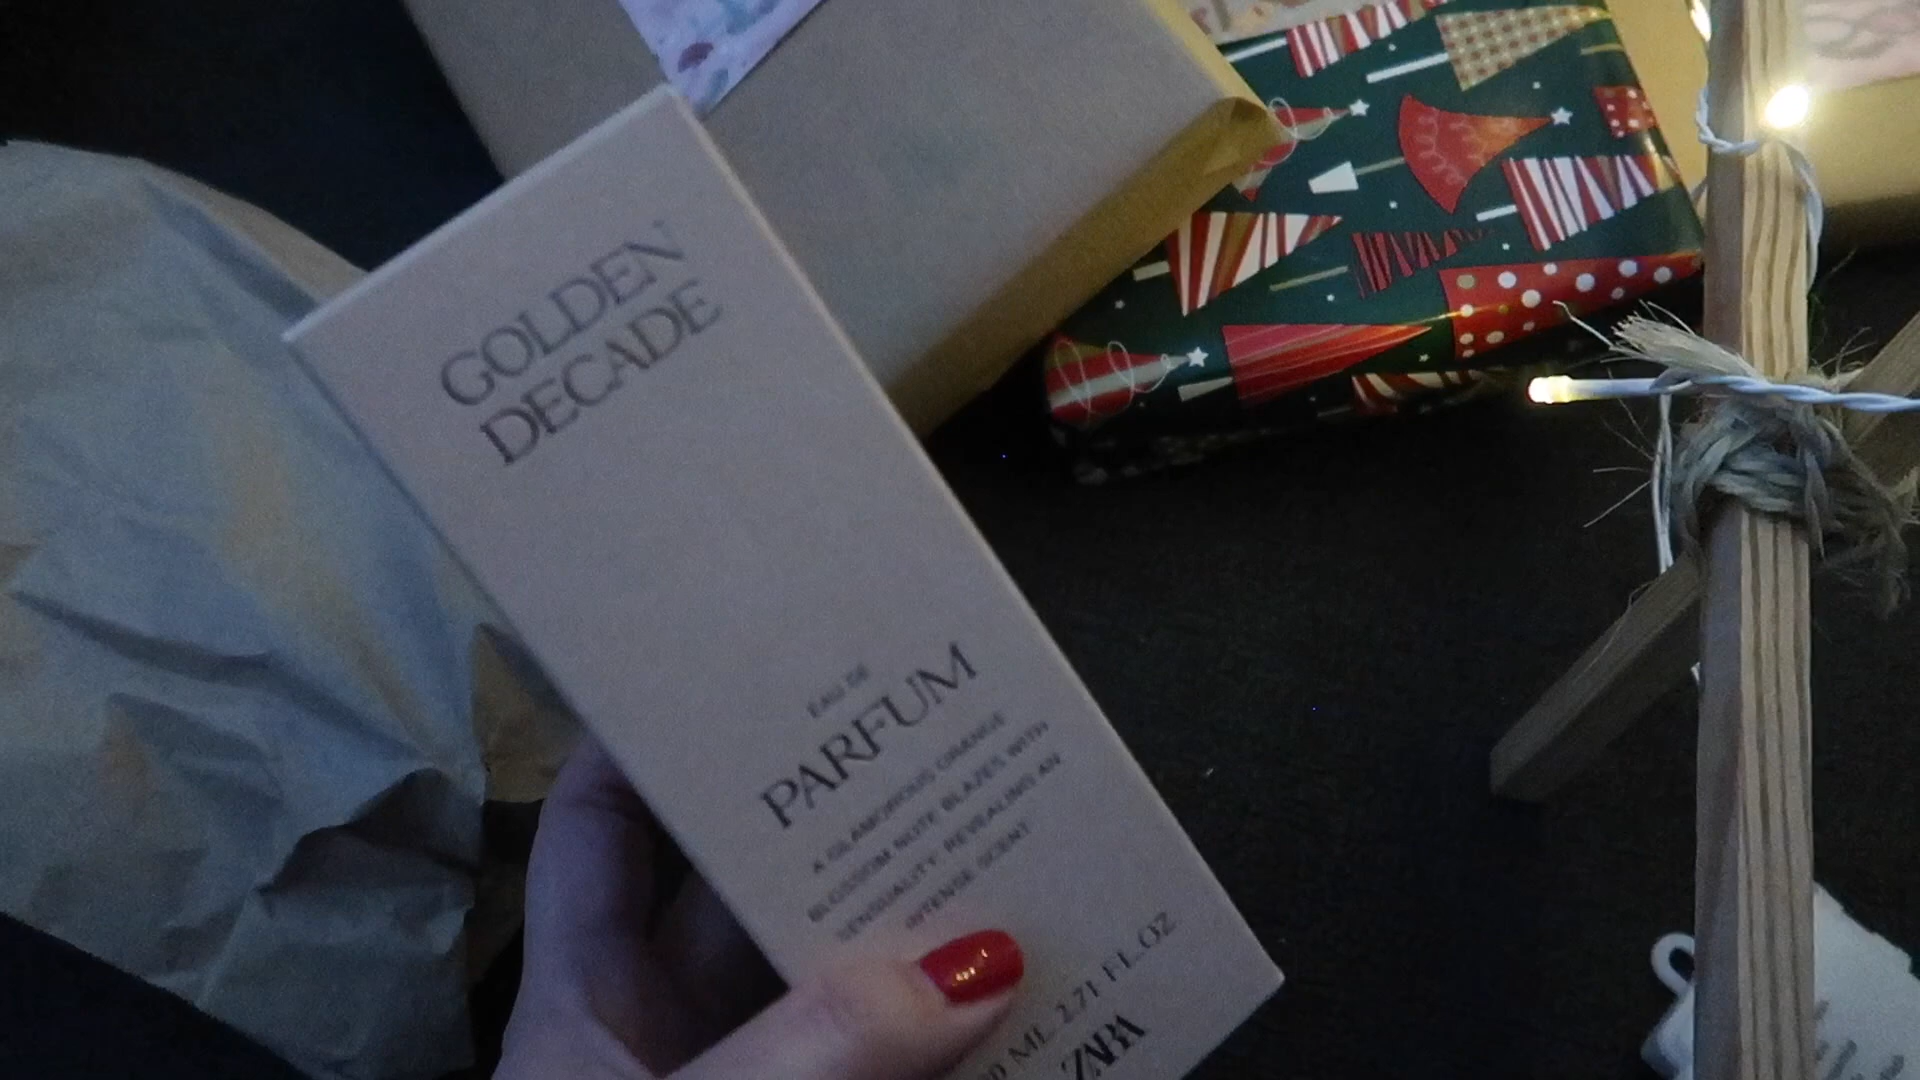 GOLDEN
DECADE
EAU DE
PARFUM
A GLAMOROUS ORANGE
BLOSSOM NOTE BLAZES WITH
SENSUALITY, REVEALING AN
INTENSE SCENT
ML 2.71 FL.OZ
ZARA